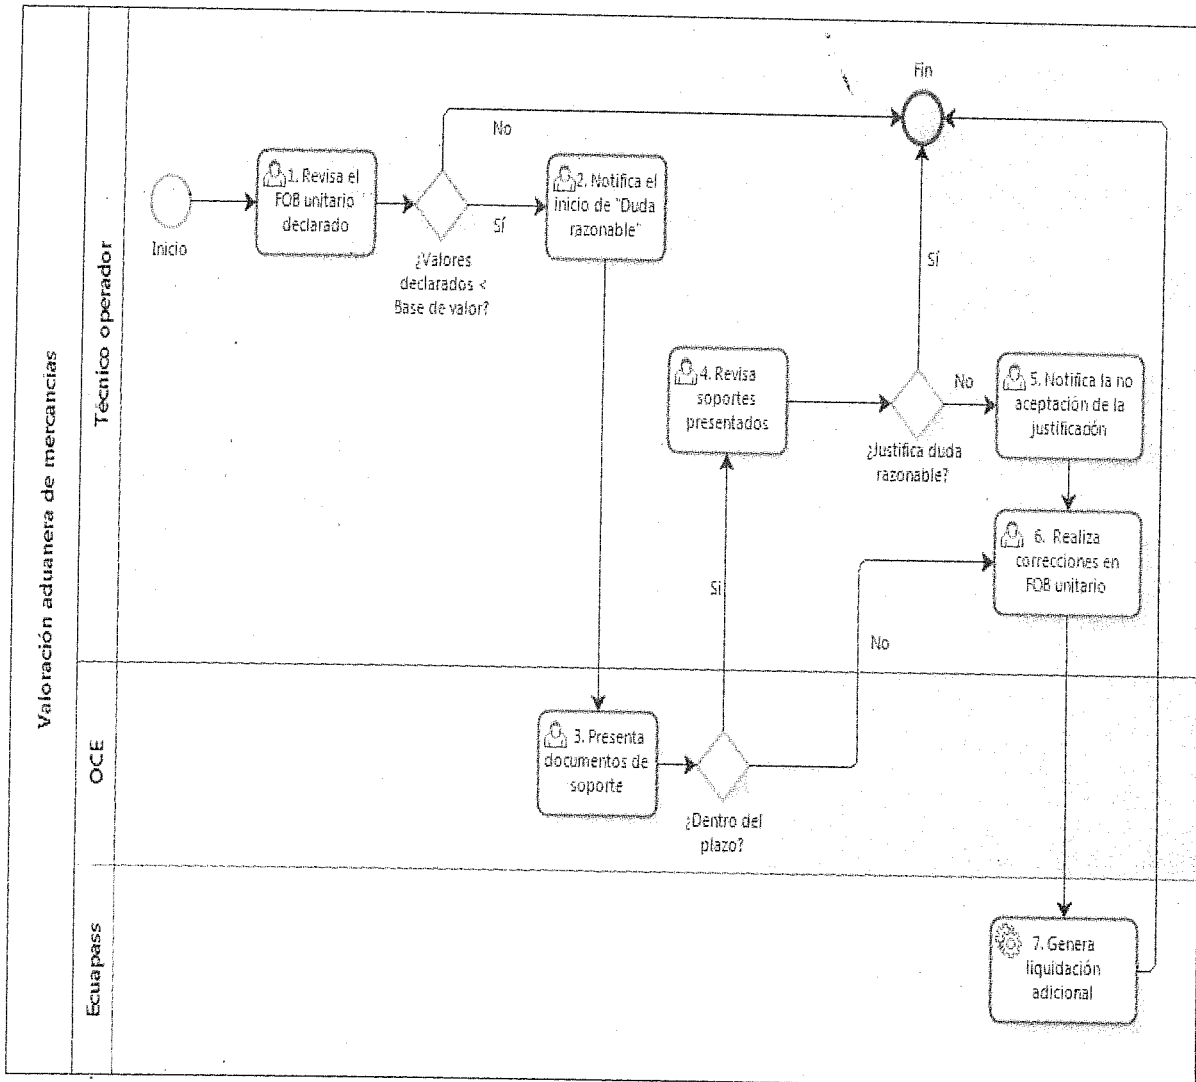 Valoración aduanera de mercancías
Técnico operador
OCE
Ecuapass
Inicio
1. Revisa el
FOB unitario
declarado
¿Valores
declarados <
Base de valor?
No
Sí
2. Notifica el
inicio de "Duda
razonable"
3. Presenta
documentos de
soporte
¿Dentro del
plazo?
Sí
No
4. Revisa
soportes
presentados
¿Justifica duda
razonable?
Sí
No
5. Notifica la no
aceptación de la
justificación
6. Realiza
correcciones en
FOB unitario
7. Genera
liquidación
adicional
Fin